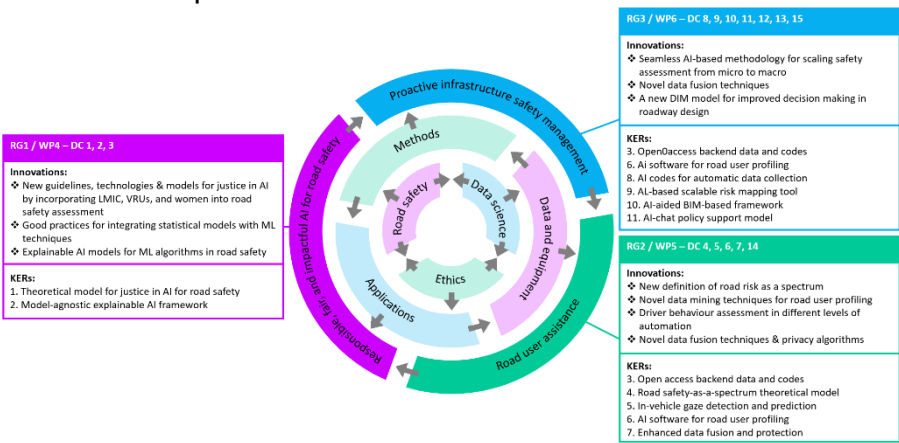 RG3 / WP6 – DC 8, 9, 10, 11, 12, 13, 15
Innovations:
❖ Seamless AI-based methodology for scaling safety
assessment from micro to macro
❖ Novel data fusion techniques
❖ A new DIM model for improved decision making in
roadway design
KERs:
3. Open0access backend data and codes
6. Ai software for road user profiling
8. AI codes for automatic data collection
9. AL-based scalable risk mapping tool
10. AI-aided BIM-based framework
11. AI-chat policy support model
RG1 / WP4 – DC 1, 2, 3
Innovations:
❖ New guidelines, technologies & models for justice in AI
by incorporating LMIC, VRUs, and women into road
safety assessment
❖ Good practices for integrating statistical models with ML
techniques
❖ Explainable AI models for ML algorithms in road safety
KERs:
1. Theoretical model for justice in AI for road safety
2. Model-agnostic explainable AI framework
Proactive infrastructure safety management
Responsible, fair, and impactful AI for road safety
Road user assistance
Methods
Data and equipment
Applications
Road safety
Data science
Ethics
RG2 / WP5 – DC 4, 5, 6, 7, 14
Innovations:
❖ New definition of road risk as a spectrum
❖ Novel data mining techniques for road user profiling
❖ Driver behaviour assessment in different levels of
automation
❖ Novel data fusion techniques & privacy algorithms
KERs:
3. Open access backend data and codes
4. Road safety-as-a-spectrum theoretical model
5. In-vehicle gaze detection and prediction
6. AI software for road user profiling
7. Enhanced data fusion and protection